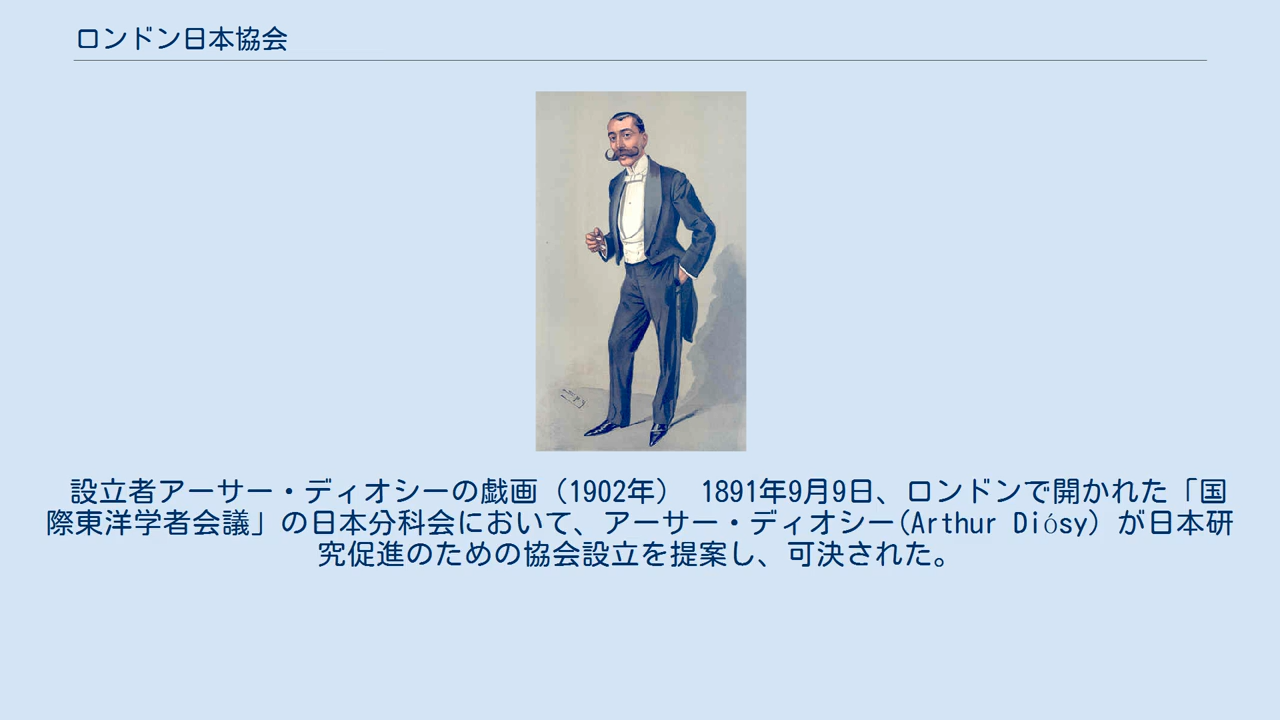 ロンドン日本協会
設立者アーサー・ディオシーの戯画（1902年） 1891年9月9日、ロンドンで開かれた「国
際東洋学者会議」の日本分科会において、アーサー・ディオシー(Arthur Diósy）が日本研
究促進のための協会設立を提案し、可決された。